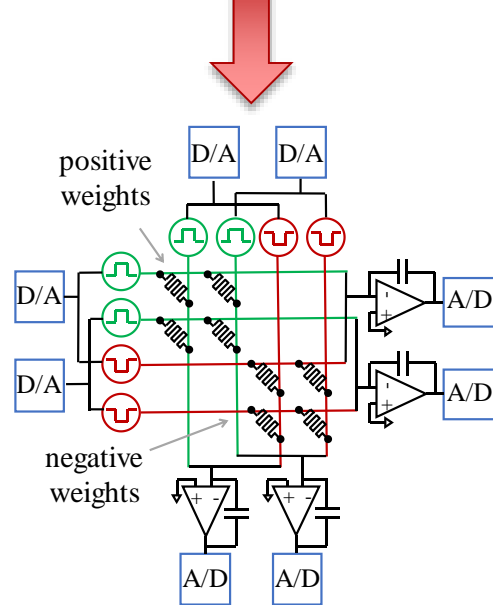 D/A
D/A
positive
weights
D/A
-
+
A/D
D/A
-
+
A/D
negative
weights
+ -
+ -
A/D
A/D